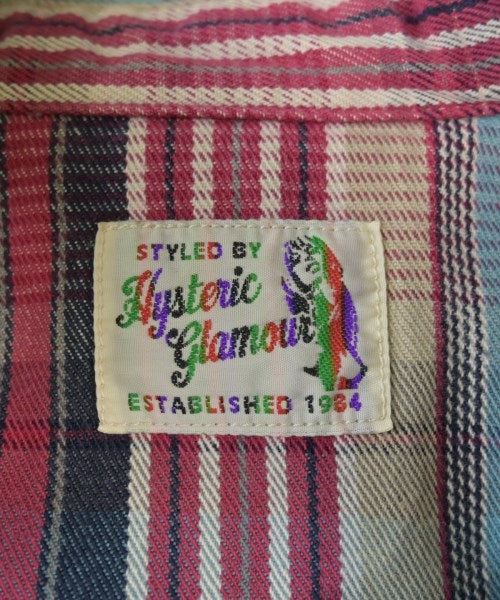 STYLED BY
Hysteric
Glamour
ESTABLISHED 1984